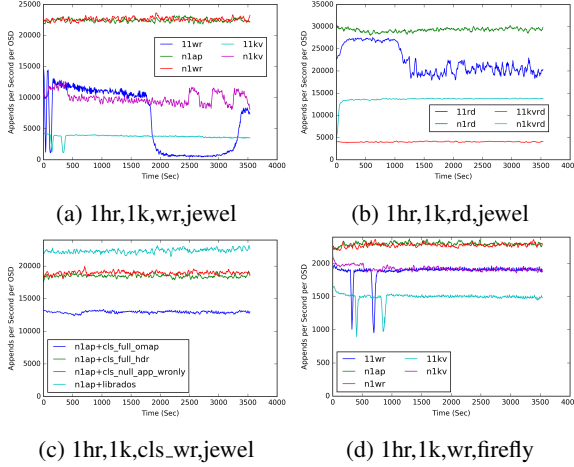 25000
20000
15000
10000
5000
0
0 500 1000 1500 2000 2500 3000 3500 4000
Appends per Second per OSD
Time (Sec)
11wr 11kv
n1ap n1kv
n1wr
(a) 1hr,1k,wr,jewel
35000
30000
25000
20000
15000
10000
5000
0
0 500 1000 1500 2000 2500 3000 3500 4000
Appends per Second per OSD
Time (Sec)
11rd 11kvrd
n1rd n1kvrd
(b) 1hr,1k,rd,jewel
20000
15000
10000
5000
0
0 500 1000 1500 2000 2500 3000 3500 4000
Appends per Second per OSD
Time (Sec)
n1ap+cls_full_omap
n1ap+cls_full_hdr
n1ap+cls_null_app_wronly
n1ap+librados
(c) 1hr,1k,cls_wr,jewel
2000
1500
1000
500
0
0 500 1000 1500 2000 2500 3000 3500 4000
Appends per Second per OSD
Time (Sec)
11wr 11kv
n1ap n1kv
n1wr
(d) 1hr,1k,wr,firefly